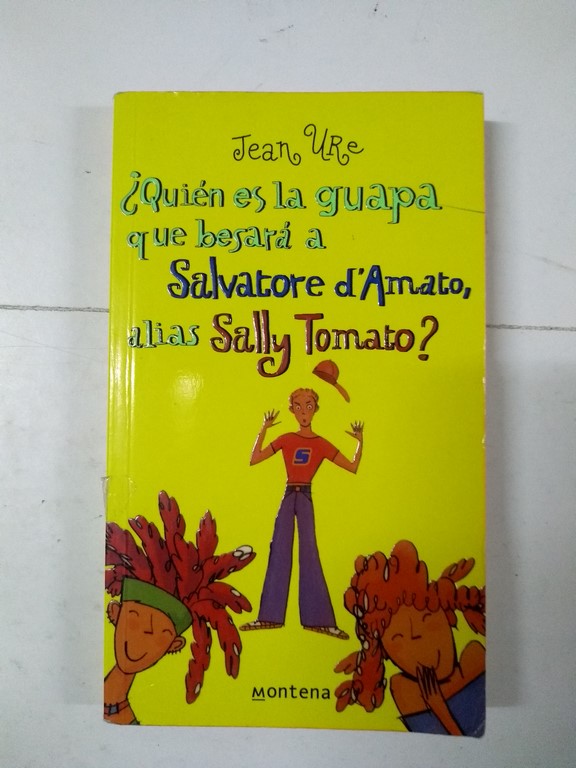 Jean URe
¿Quién es la guapa
que besará a
Salvatore d'Amato,
alias Sally Tomato?
S
Montena